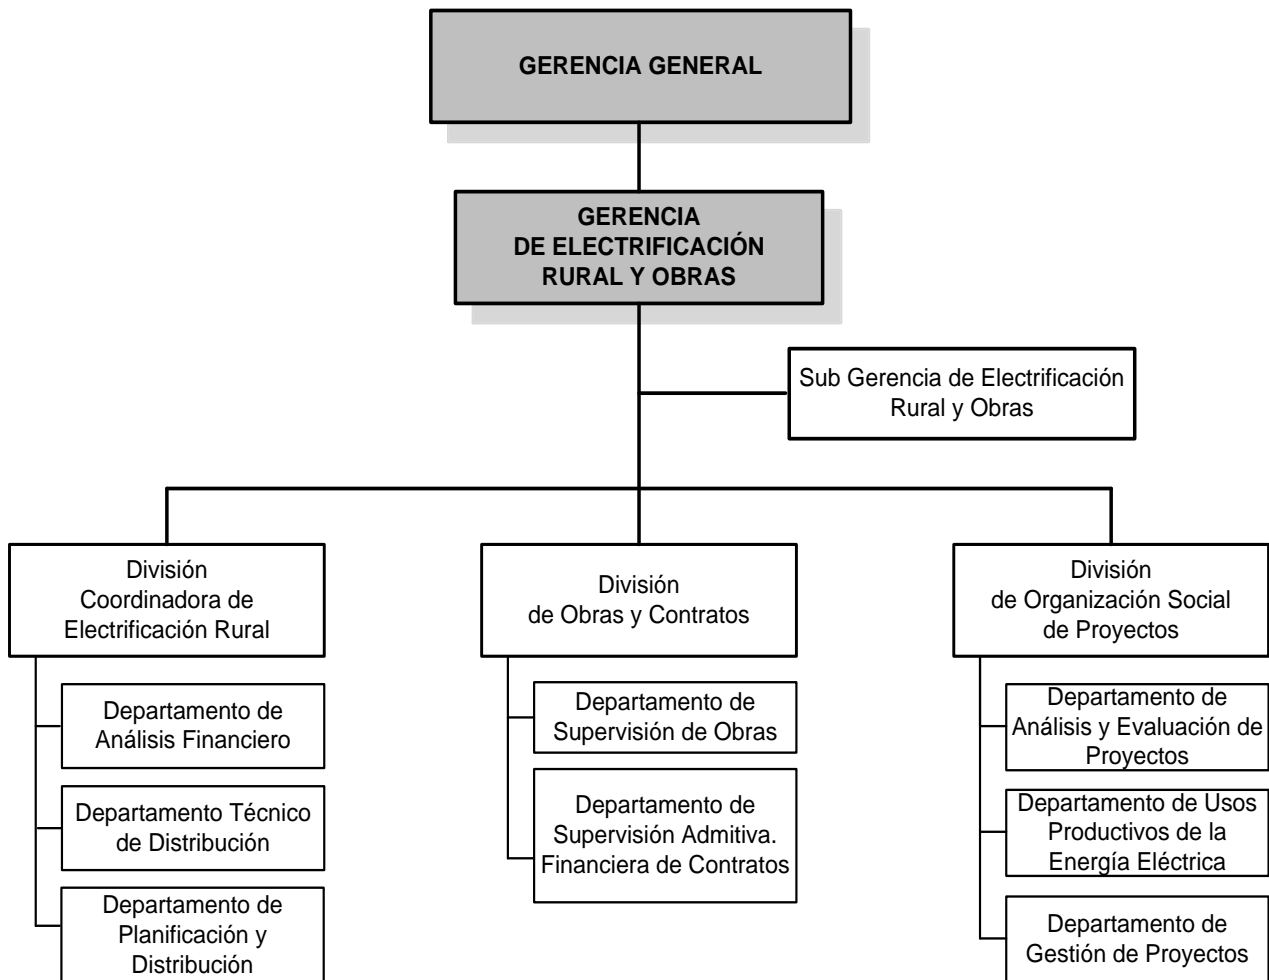 GERENCIA GENERAL
GERENCIA
DE ELECTRIFICACIÓN
RURAL Y OBRAS
Sub Gerencia de Electrificación
Rural y Obras
División
Coordinadora de
Electrificación Rural
Departamento de
Análisis Financiero
Departamento Técnico
de Distribución
Departamento de
Planificación y
Distribución
División
de Obras y Contratos
Departamento de
Supervisión de Obras
Departamento de
Supervisión Admitiva.
Financiera de Contratos
División
de Organización Social
de Proyectos
Departamento de
Análisis y Evaluación de
Proyectos
Departamento de Usos
Productivos de la
Energía Eléctrica
Departamento de
Gestión de Proyectos